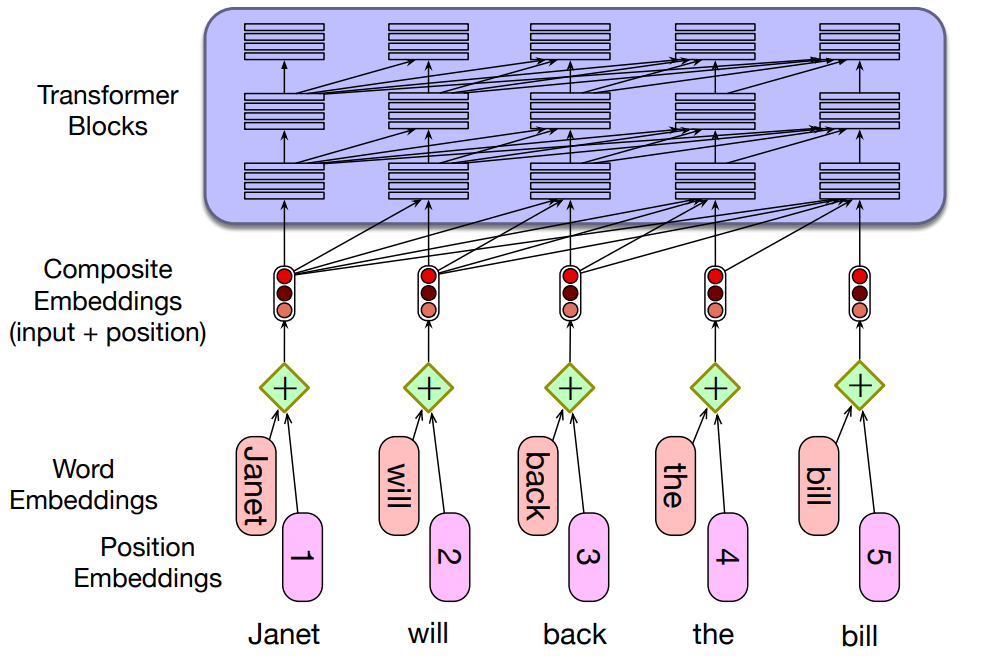 Transformer
Blocks
Composite
Embeddings
(input + position)
+ + + + +
Word
Embeddings
Janet will back the bill
Position
Embeddings
1 2 3 4 5
Janet will back the bill